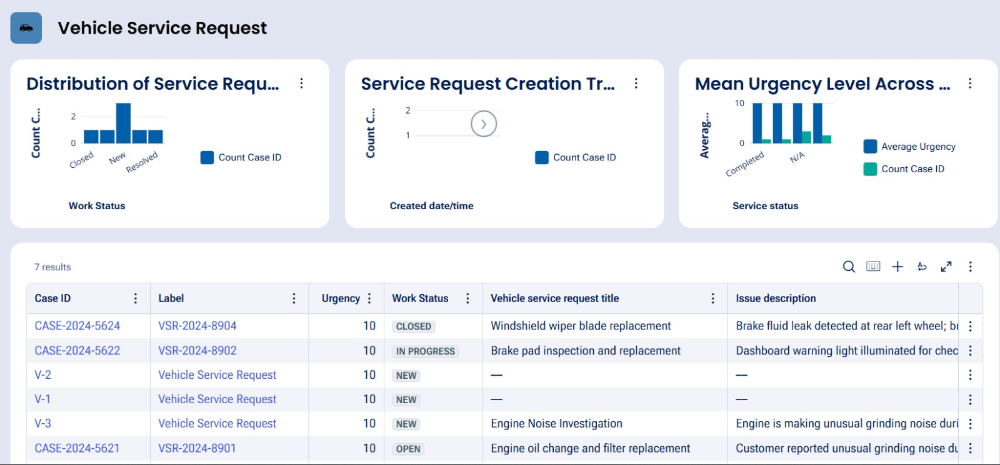 Vehicle Service Request
Distribution of Service Requ...
Count C...
2
0
Closed
New
Resolved
Count Case ID
Work Status
Service Request Creation Tr...
Count C...
2
1
Count Case ID
Created date/time
Mean Urgency Level Across ...
Averag...
10
0
Completed
N/A
Average Urgency
Count Case ID
Service status
7 results
Case ID Label Urgency Work Status Vehicle service request title Issue description
CASE-2024-5624 VSR-2024-8904 10 CLOSED Windshield wiper blade replacement Brake fluid leak detected at rear left wheel; br
CASE-2024-5622 VSR-2024-8902 10 IN PROGRESS Brake pad inspection and replacement Dashboard warning light illuminated for chec
V-2 Vehicle Service Request 10 NEW — —
V-1 Vehicle Service Request 10 NEW — —
V-3 Vehicle Service Request 10 NEW Engine Noise Investigation Engine is making unusual grinding noise duri
CASE-2024-5621 VSR-2024-8901 10 OPEN Engine oil change and filter replacement Customer reported unusual grinding noise du